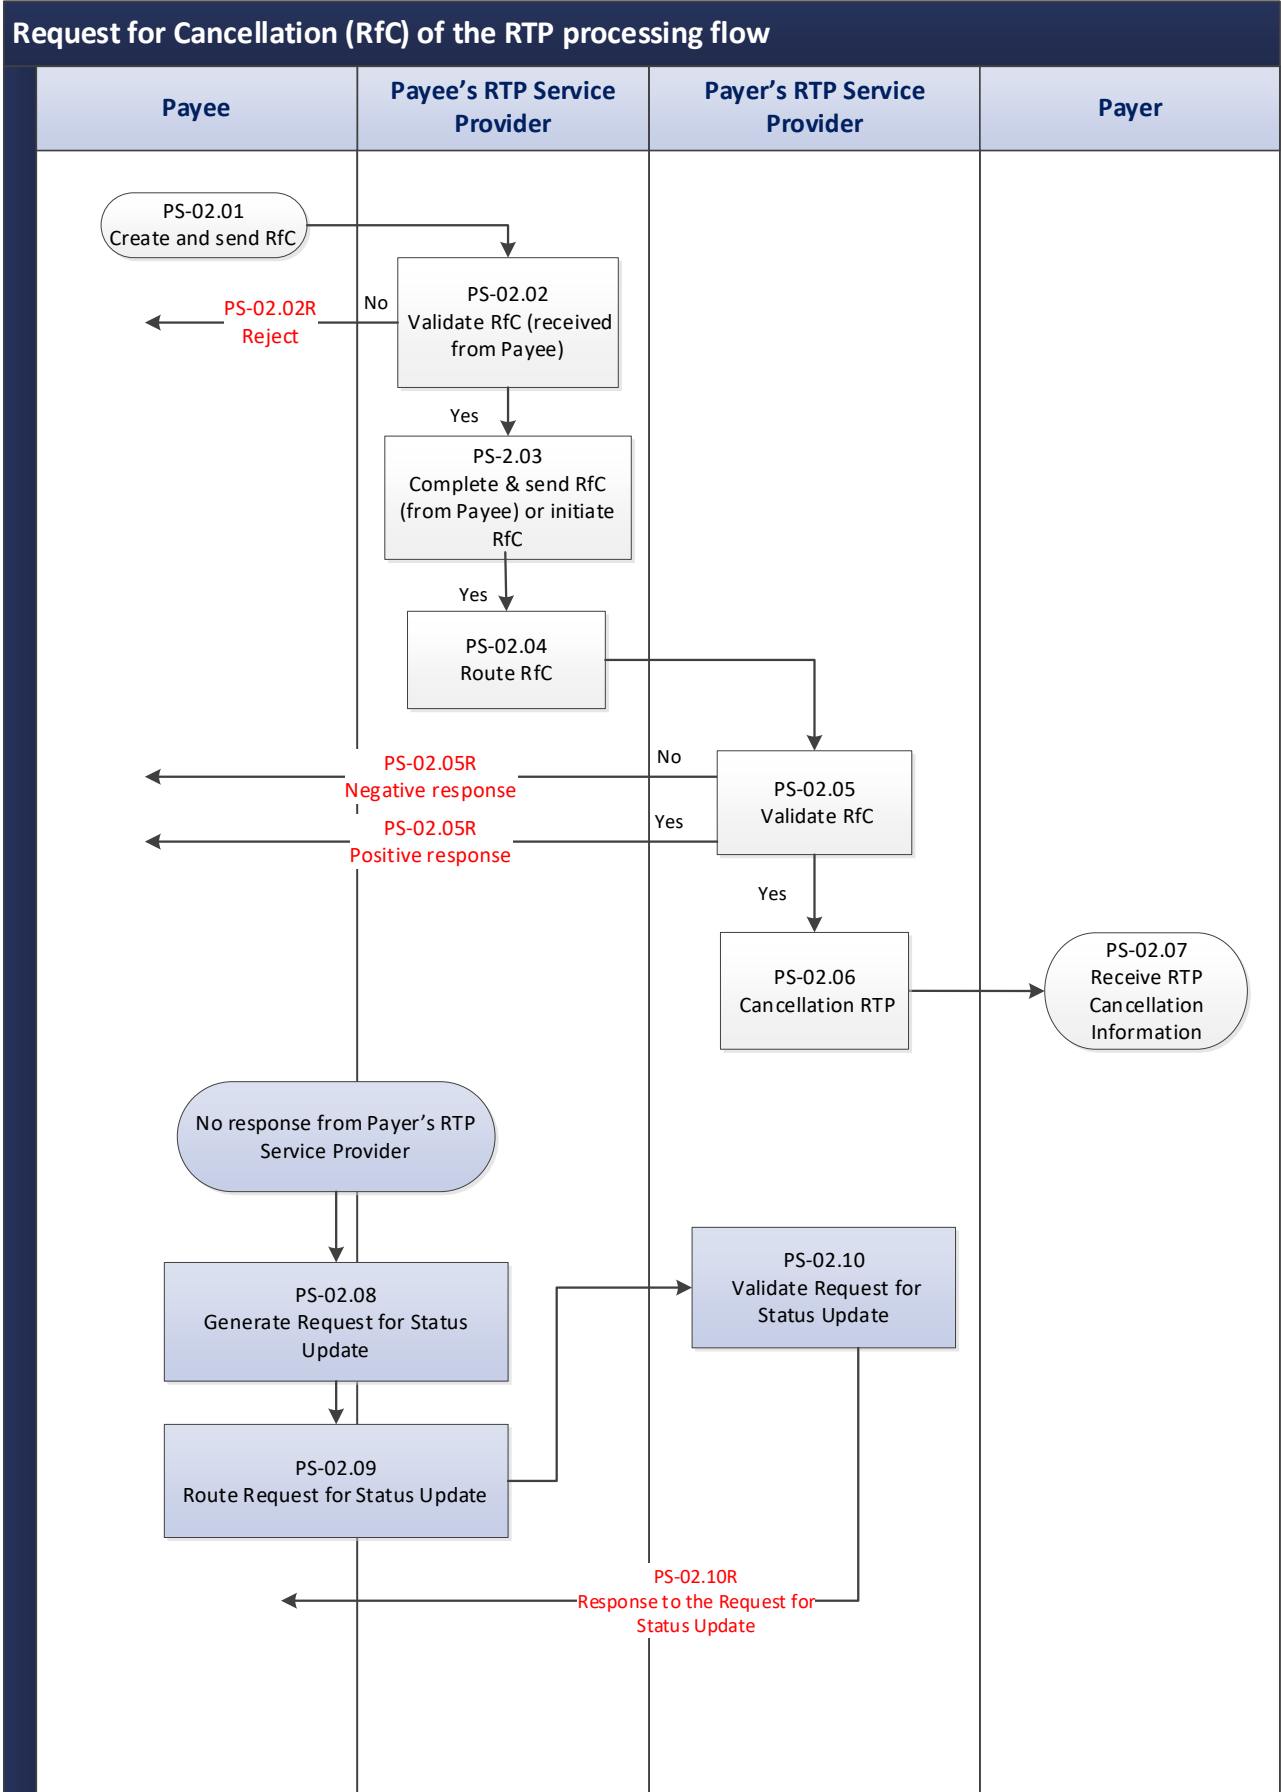 Request for Cancellation (RfC) of the RTP processing flow
Payee
Payee’s RTP Service
Provider
Payer’s RTP Service
Provider
Payer
PS-02.01
Create and send RfC
PS-02.02
Validate RfC (received
from Payee)
No
PS-02.02R
Reject
Yes
PS-2.03
Complete & send RfC
(from Payee) or initiate
RfC
Yes
PS-02.04
Route RfC
No
PS-02.05R
Negative response
PS-02.05
Validate RfC
Yes
PS-02.05R
Positive response
Yes
PS-02.06
Cancellation RTP
PS-02.07
Receive RTP
Cancellation
Information
No response from Payer’s RTP
Service Provider
PS-02.08
Generate Request for Status
Update
PS-02.09
Route Request for Status Update
PS-02.10
Validate Request for
Status Update
PS-02.10R
Response to the Request for
Status Update